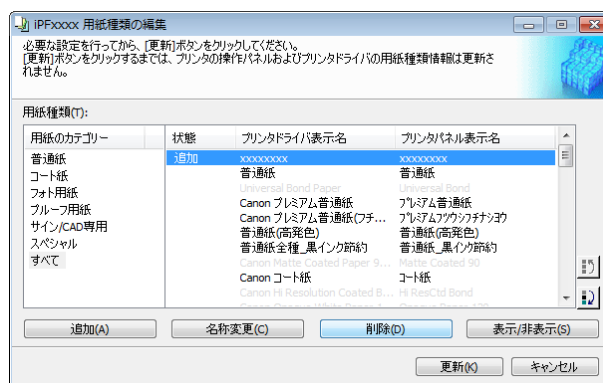 iPFxxxx 用紙種類の編集
必要な設定を行ってから、[更新]ボタンをクリックしてください。
[更新]ボタンをクリックするまでは、プリンタの操作パネルおよびプリンタドライバの用紙種類情報は更新さ
れません。
用紙種類(T):
用紙のカテゴリー 状態 プリンタドライバ表示名 プリンタパネル表示名
普通紙
コート紙
フォト用紙
プルーフ用紙
サイン/CAD専用
スペシャル
すべて
追加 xxxxxxxx xxxxxxxx
普通紙 普通紙
Universal Bond Paper Universal Bond
Canon プレミアム普通紙 プレミアム普通紙
Canon プレミアム普通紙(フチ... プレミアムフツウシフチナシヨウ
普通紙(高発色) 普通紙(高発色)
普通紙全種_黒インク節約 普通紙_黒インク節約
Canon Matte Coated Paper 9... Matte Coated 90
Canon コート紙 コート紙
Canon Hi Resolution Coated B... Hi ResCtd Bond
追加(A) 名称変更(C) 削除(D) 表示/非表示(S)
更新(K) キャンセル